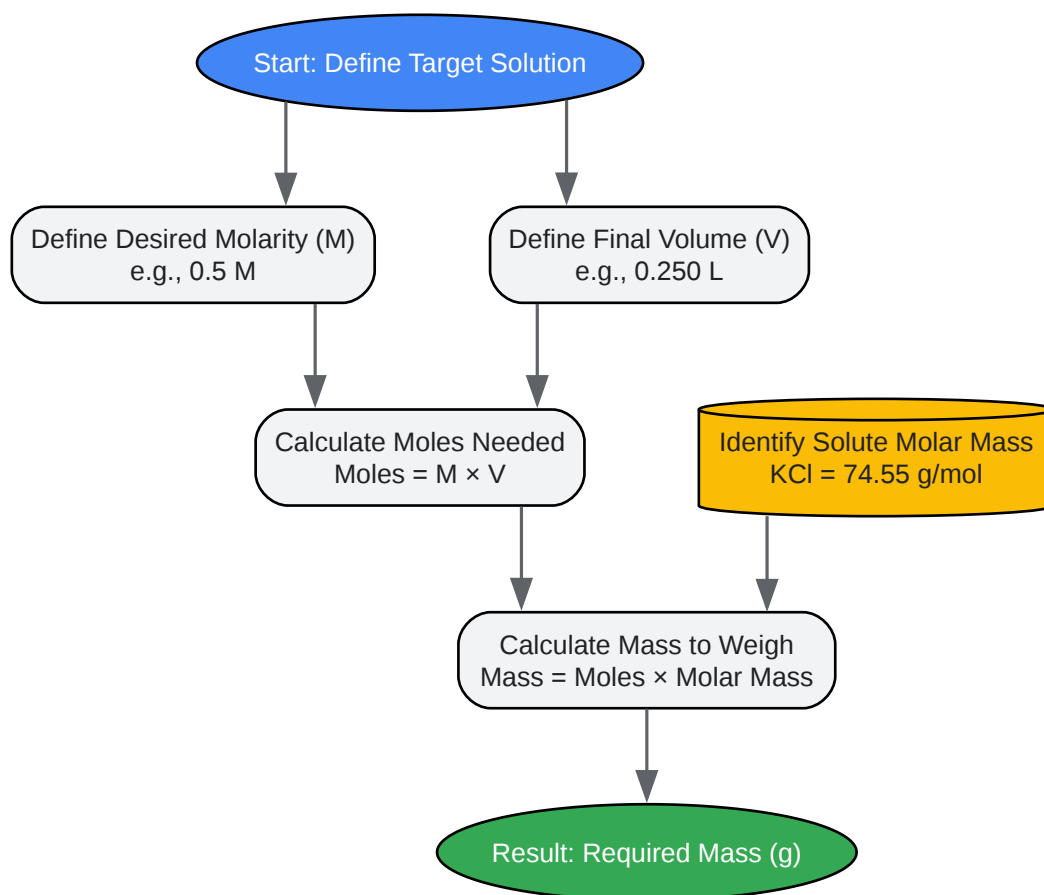 Start: Define Target Solution
Define Desired Molarity (M)
e.g., 0.5 M
Define Final Volume (V)
e.g., 0.250 L
Calculate Moles Needed
Moles = M × V
Identify Solute Molar Mass
KCl = 74.55 g/mol
Calculate Mass to Weigh
Mass = Moles × Molar Mass
Result: Required Mass (g)